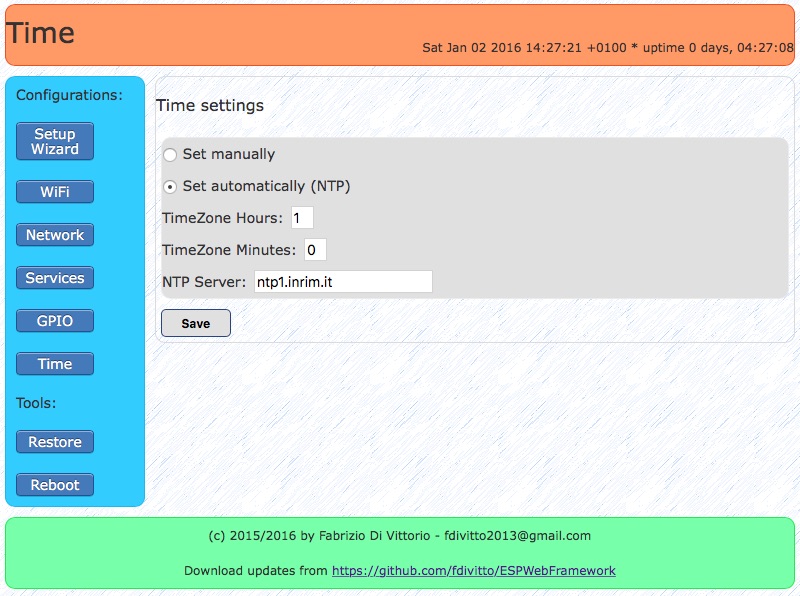 Time
Sat Jan 02 2016 14:27:21 +0100 * uptime 0 days, 04:27:08
Configurations:
Setup
Wizard
WiFi
Network
Services
GPIO
Time
Tools:
Restore
Reboot
Time settings
Set manually
Set automatically (NTP)
TimeZone Hours: 1
TimeZone Minutes: 0
NTP Server: ntp1.inrim.it
Save
(c) 2015/2016 by Fabrizio Di Vittorio - fdivitto2013@gmail.com
Download updates from https://github.com/fdivitto/ESPWebFramework